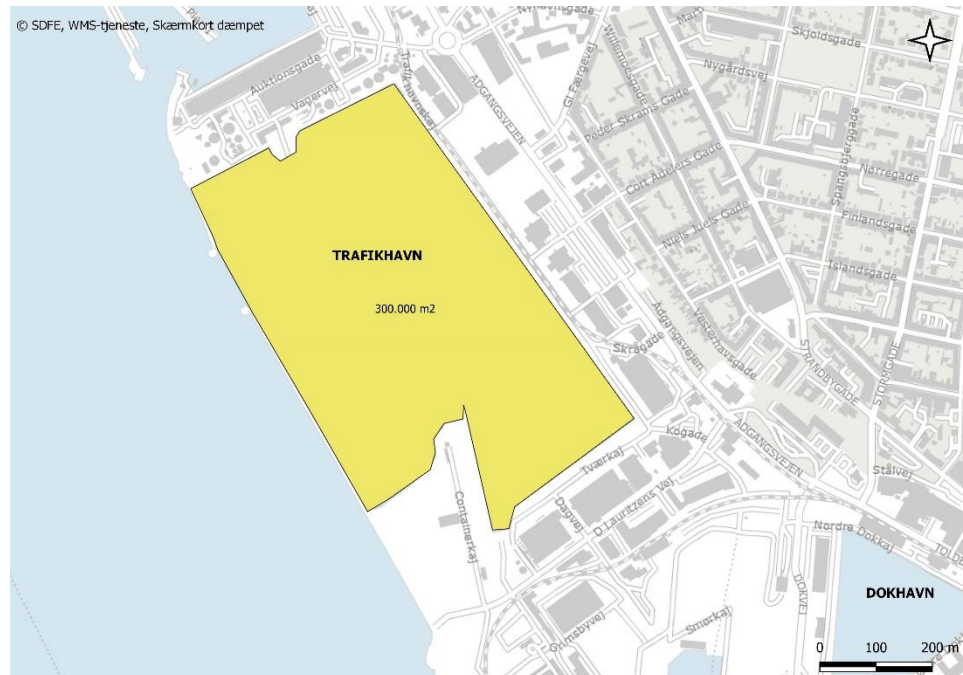 © SDFE, WMS-tjeneste, Skærmkort dæmpet
Nyhavnsgade
Skjoldsgade
Auktionsgade
Trafikhavnskaj
ADGANGSVEJEN
Gl Færgevej
Willemoesgade
Nygårdsvej
Vagervej
Peder Skrams Gade
Spangsbjerggade
Nørregade
Cort Adelers Gade
Finlandsgade
Niels Juels Gade
TRAFIKHAVN
Islandsgade
300.000 m2
Adgangsvejen
Vesterhavsgade
Skrågade
STRANDBYGADE
STORMGADE
Kogade
ADGANGSVEJEN
Tværkaj
Stålvej
D Lauritzens Vej
Containerkaj
Dagvej
Nordre Dokkaj
DOKVEJ
DOKHAVN
Smørkaj
Grimsbyvej
0 100 200 m